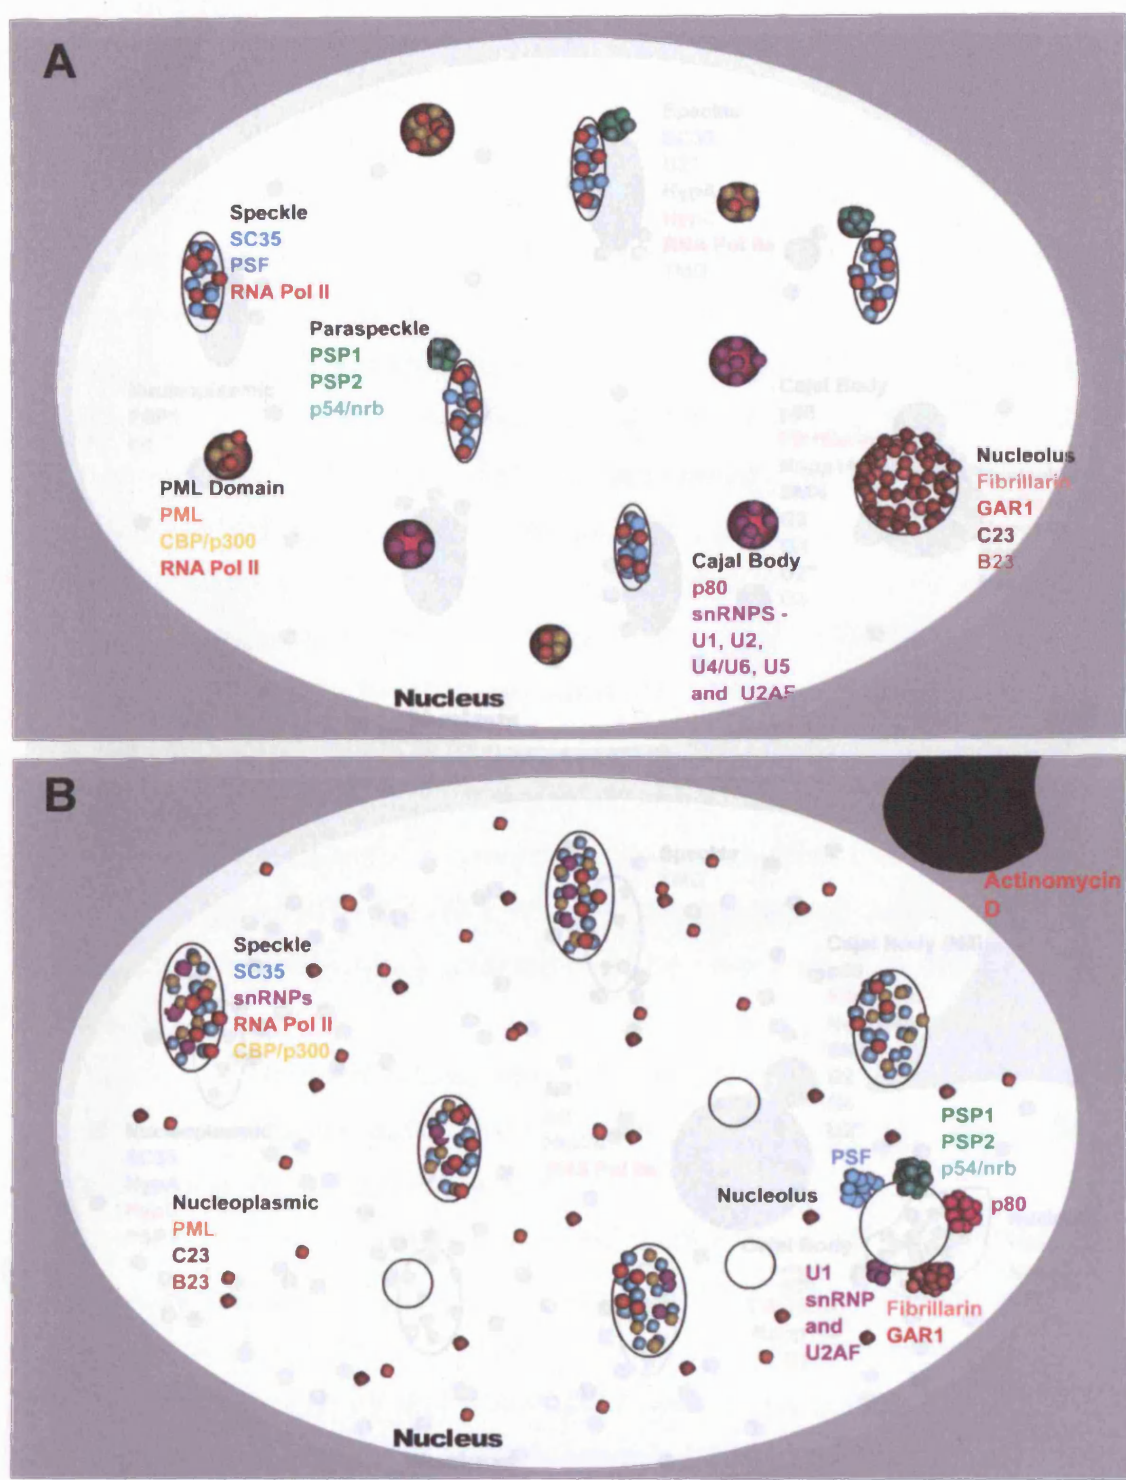 A
Speckle
SC35
PSF
RNA Pol II
Paraspeckle
PSP1
PSP2
p54/nrb
PML Domain
PML
CBP/p300
RNA Pol II
Nucleolus
Fibrillarin
GAR1
C23
B23
Cajal Body
p80
snRNPS -
U1, U2,
U4/U6, U5
and U2AF
Nucleus
B
Actinomycin
D
Speckle
SC35
snRNPs
RNA Pol II
CBP/p300
PSP1
PSP2
p54/nrb
PSF
p80
Nucleolus
Nucleoplasmic
PML
C23
B23
U1
snRNP
and
U2AF
Fibrillarin
GAR1
Nucleus